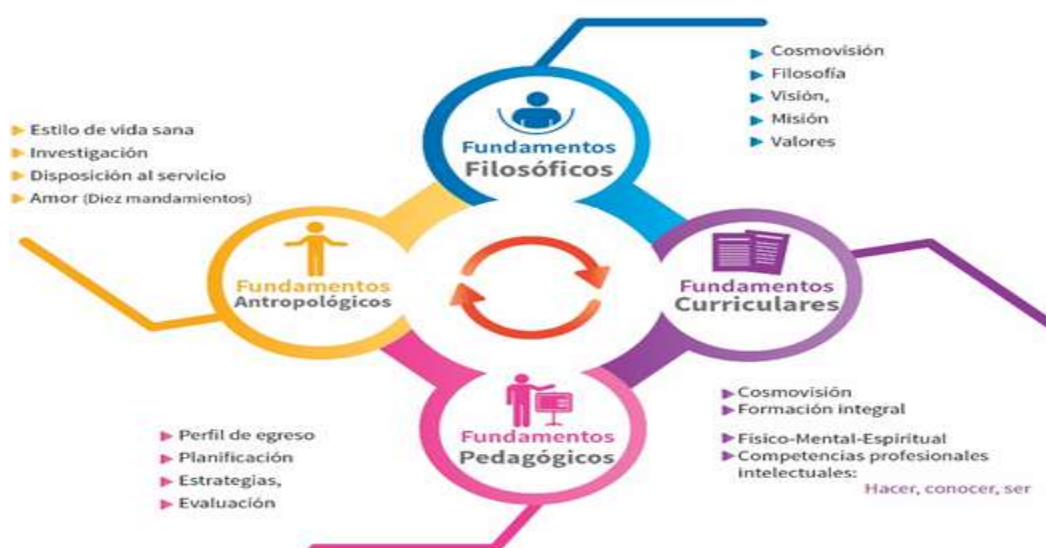 Fundamentos
Filosóficos
▶ Cosmovisión
▶ Filosofía
▶ Visión,
▶ Misión
▶ Valores
▶ Estilo de vida sana
▶ Investigación
▶ Disposición al servicio
▶ Amor (Diez mandamientos)
Fundamentos
Antropológicos
Fundamentos
Curriculares
▶ Cosmovisión
▶ Formación integral
▶ Físico-Mental-Espiritual
▶ Competencias profesionales
intelectuales:
Hacer, conocer, ser
Fundamentos
Pedagógicos
▶ Perfil de egreso
▶ Planificación
▶ Estrategias,
▶ Evaluación